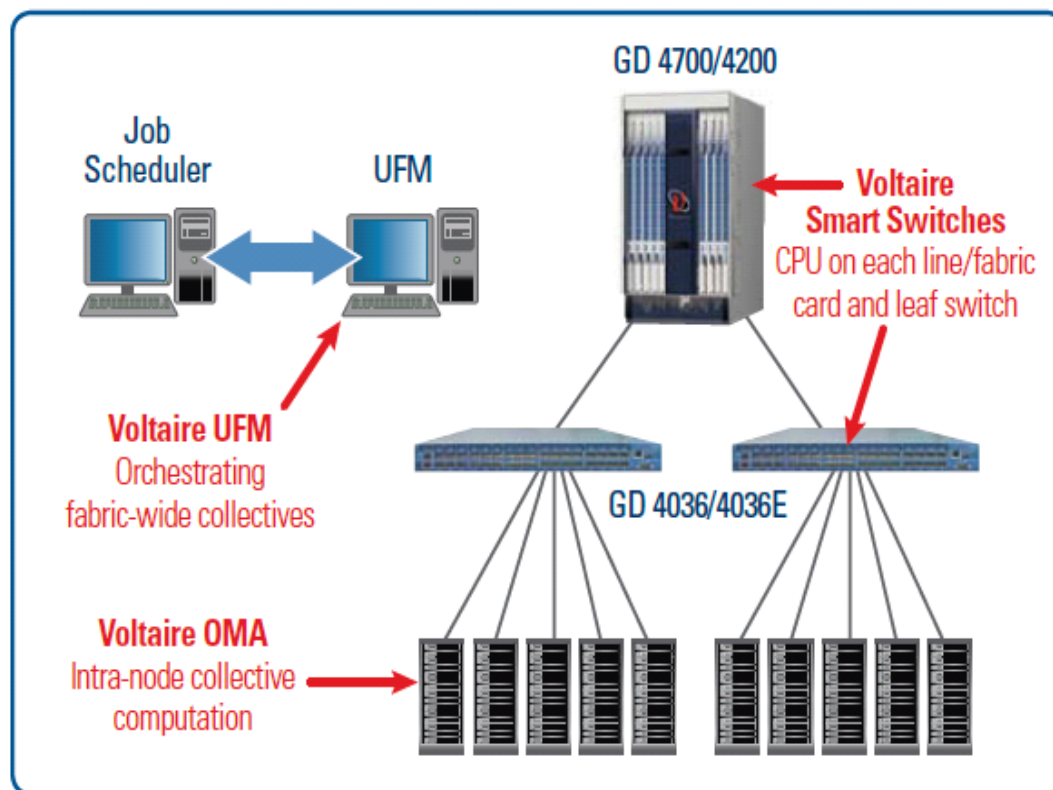 GD 4700/4200
Job
Scheduler
UFM
Voltaire
Smart Switches
CPU on each line/fabric
card and leaf switch
Voltaire UFM
Orchestrating
fabric-wide collectives
GD 4036/4036E
Voltaire OMA
Intra-node collective
computation